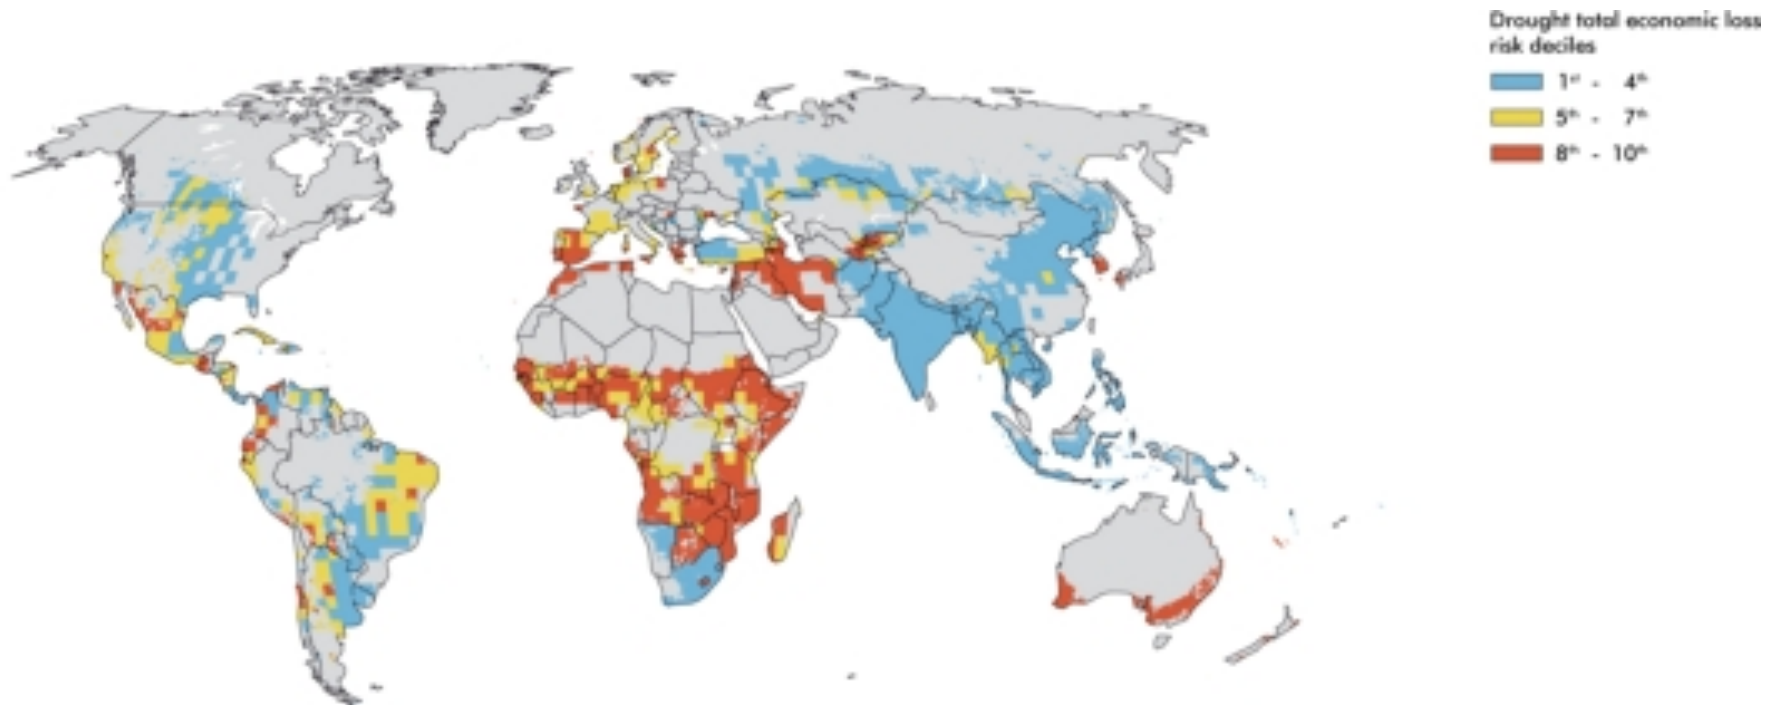 Drought total economic loss
risk deciles
1st - 4th
5th - 7th
8th - 10th